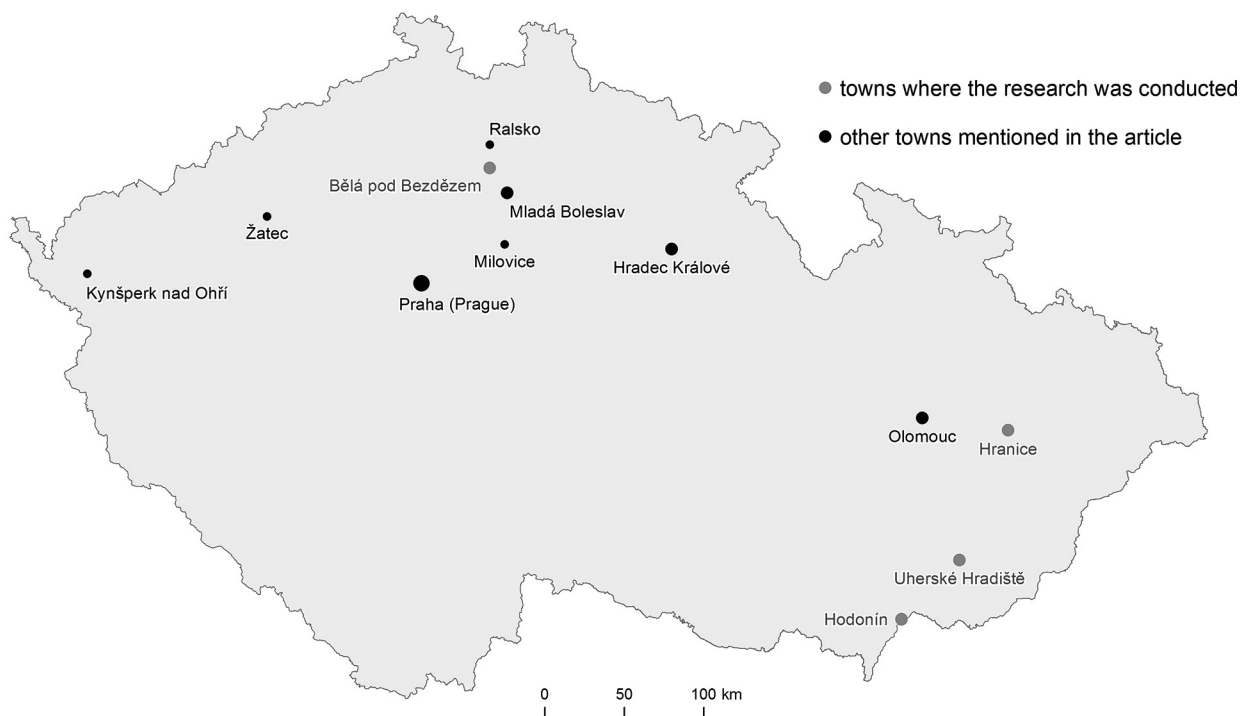 towns where the research was conducted
other towns mentioned in the article
Ralsko
Bělá pod Bezdězem
Mladá Boleslav
Žatec
Milovice
Hradec Králové
Kynšperk nad Ohří
Praha (Prague)
Olomouc
Hranice
Uherské Hradiště
Hodonín
0 50 100 km